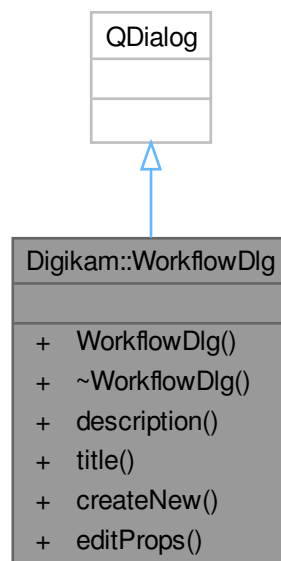 QDialog
Digikam::WorkflowDlg
+ WorkflowDlg()
+ ~WorkflowDlg()
+ description()
+ title()
+ createNew()
+ editProps()